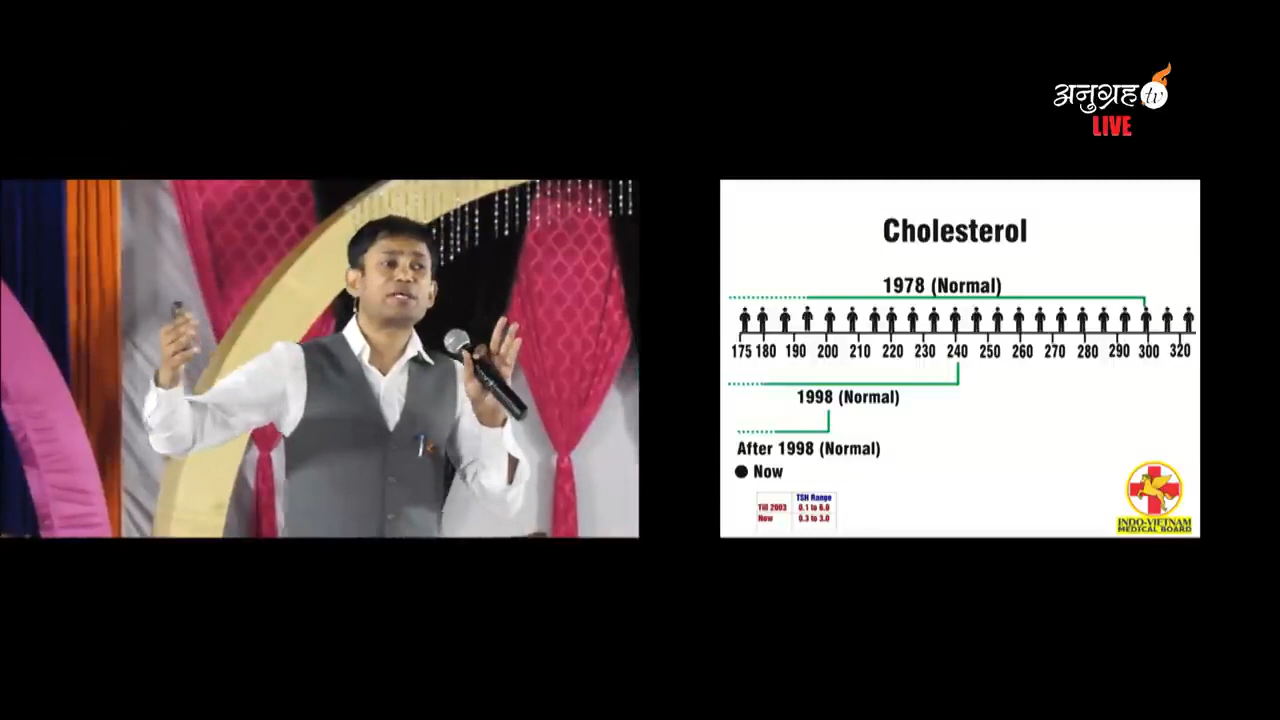 अनुग्रह tv
LIVE
Cholesterol
1978 (Normal)
175 180 190 200 210 220 230 240 250 260 270 280 290 300 320
1998 (Normal)
After 1998 (Normal)
Now
TSH Range
Till 2003 0.1 to 6.0
Now 0.3 to 3.0
INDO-VIETNAM
MEDICAL BOARD